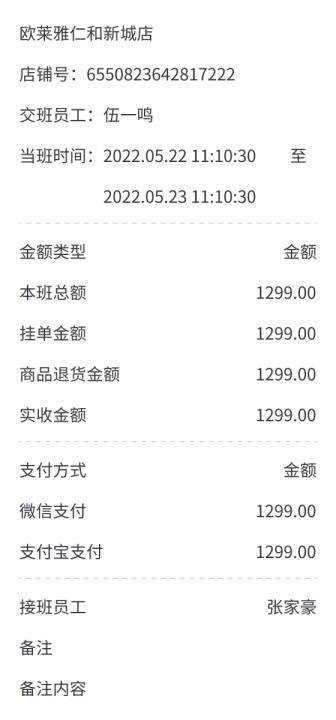 欧莱雅仁和新城店
店铺号：6550823642817222
交班员工：伍一鸣
当班时间：2022.05.22 11:10:30 至
2022.05.23 11:10:30
金额类型 金额
本班总额 1299.00
挂单金额 1299.00
商品退货金额 1299.00
实收金额 1299.00
支付方式 金额
微信支付 1299.00
支付宝支付 1299.00
接班员工 张家豪
备注
备注内容